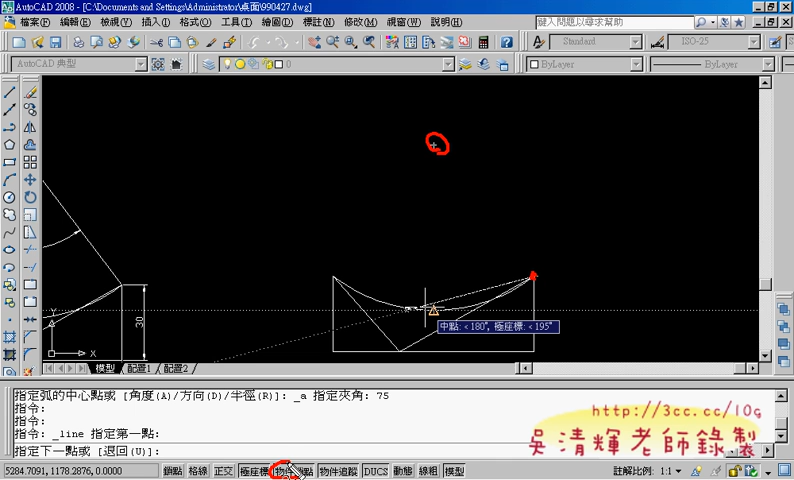 AutoCAD 2008 - [C:\Documents and Settings\Administrator\桌面\990427.dwg]
檔案(F) 編輯(E) 檢視(V) 插入(I) 格式(O) 工具(T) 繪圖(D) 標註(N) 修改(M) 視窗(W) 說明(H) 鍵入問題以尋求幫助
Standard ISO-25
AutoCAD 典型 0 ByLayer ByLayer
30
Y
X
中點: < 180°, 極座標: < 195°
模型 配置1 配置2
指定弧的中心點或 [角度(A)/方向(D)/半徑(R)]: _a 指定夾角: 75
指令:
指令:
指令: _line 指定第一點:
指定下一點或 [退回(U)]:
http://3cc.cc/10g
吳清輝老師錄製
5284.7091, 1178.2876, 0.0000 鎖點 格線 正交 極座標 物件 點 物件追蹤 DUCS 動態 線粗 模型 註解比例: 1:1